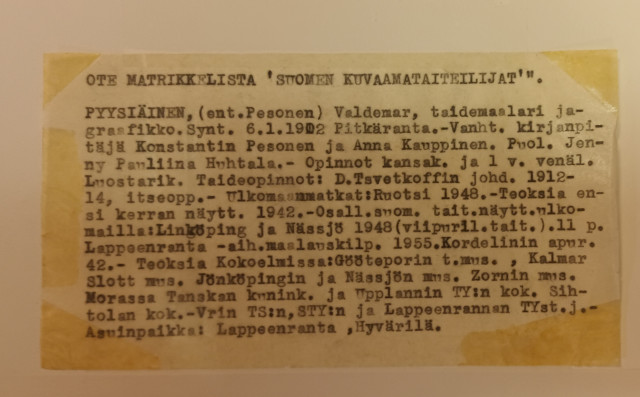 OTE MATRIKKELISTA 'SUOMEN KUVAAMATAITEILIJAT'".
PYYSIÄINEN,(ent.Pesonen) Valdemar, taidemaalari ja-
graafikko.Synt. 6.1.1902 Pitkäranta.-Vanht. kirjanpi-
täjä Konstantin Pesonen ja Anna Kauppinen. Puol. Jen-
ny Pauliina Huhtala.- Opinnot kansak. ja 1 v. venäl.
Luostarik. Taideopinnot: D.Tsvetkoffin johd. 1912-
14, itseopp.- Ulkomaanmatkat:Ruotsi 1948.-Teoksia en-
si kerran näytt. 1942.-Osall.suom. tait.näytt.ulko-
mailla:Linköping ja Nässjö 1948(viipuril.tait.).ll p.
Lappeenranta -aih.maalauskilp. 1955.Kordelinin apur.
42.- Teoksia Kokoelmissa:Gööteporin t.mus. , Kalmar
Slott mus. Jönköpingin ja Nässjön mus. Zornin mus.
Morassa Tanskan kunink. ja Upplannin TY:n kok. Sih-
tolan kok.-Vrin TS:n,STY:n ja Lappeenrannan TYst.j.-
Asuinpaikka: Lappeenranta ,Hyvärilä.